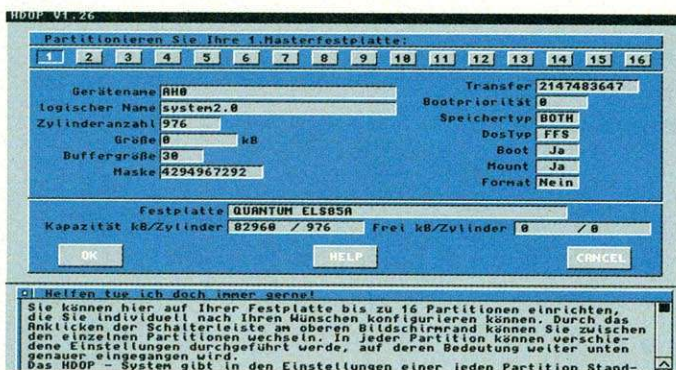 HDOP V1.26
Partitionieren Sie Ihre 1.Masterfestplatte:
1 2 3 4 5 6 7 8 9 10 11 12 13 14 15 16
Gerätename AH0
logischer Name system2.0
Zylinderanzahl 976
Größe 0 kB
Buffergröße 30
Maske 4294967292
Transfer 2147483647
Bootpriorität 0
Speichertyp BOTH
DosTyp FFS
Boot Ja
Mount Ja
Format Nein
Festplatte QUANTUM ELS85A
Kapazität kB/Zylinder 82960 / 976 Frei kB/Zylinder 0 / 0
OK HELP CANCEL
Helfen tue ich doch immer gerne!
Sie können hier auf Ihrer Festplatte bis zu 16 Partitionen einrichten,
die Sie individuell nach Ihren Wünschen konfigurieren können. Durch das
Anklicken der Schalterleiste am oberen Bildschirmrand können Sie zwischen
den einzelnen Partitionen wechseln. In jeder Partition können verschie-
dene Einstellungen durchgeführt werde, auf deren Bedeutung weiter unten
genauer eingegangen wird.
Das HDOP - System gibt in den Einstellungen einer jeden Partition Stand-